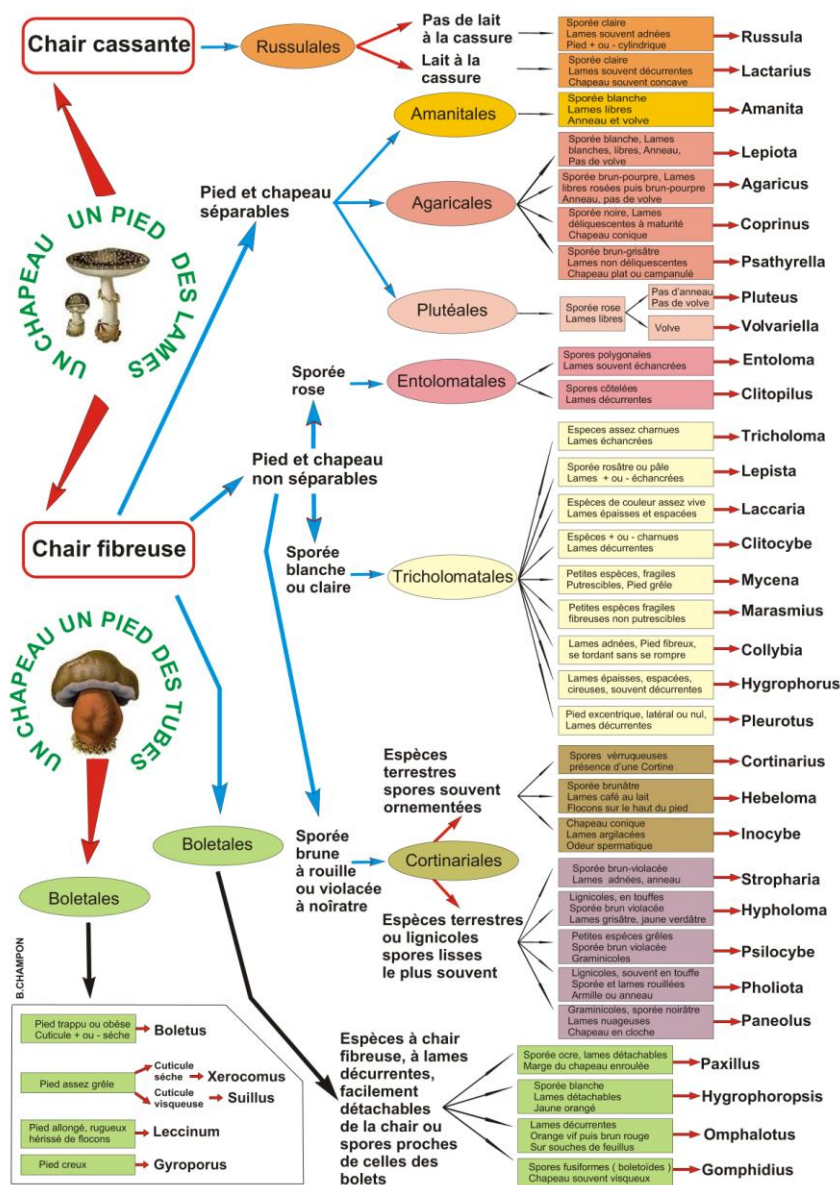 Chair cassante
Russulales
Pas de lait
à la cassure
Lait à la
cassure
Sporée claire
Lames souvent adnées
Pied + ou - cylindrique
Russula
Sporée claire
Lames souvent décurrentes
Chapeau souvent concave
Lactarius
UN CHAPEAU UN PIED DES LAMES
Pied et chapeau
séparables
Amanitales
Sporée blanche
Lames libres
Anneau et volve
Amanita
Agaricales
Sporée blanche, Lames
blanches, libres, Anneau,
Pas de volve
Lepiota
Sporée brun-pourpre, Lames
libres rosées puis brun-pourpre
Anneau, pas de volve
Agaricus
Sporée noire, Lames
déliquescentes à maturité
Chapeau conique
Coprinus
Sporée brun-grisâtre
Lames non déliquescentes
Chapeau plat ou campanulé
Psathyrella
Plutéales
Sporée rose
Lames libres
Pas d'anneau
Pas de volve
Pluteus
Volve
Volvariella
Chair fibreuse
Pied et chapeau
non séparables
Sporée
rose
Entolomatales
Spores polygonales
Lames souvent échancrées
Entoloma
Spores côtelées
Lames décurrentes
Clitopilus
Sporée
blanche
ou claire
Tricholomatales
Especes assez charnues
Lames échancrées
Tricholoma
Sporée rosâtre ou pâle
Lames + ou - échancrées
Lepista
Espèces de couleur assez vive
Lames épaisses et espacées
Laccaria
Espèces + ou - charnues
Lames décurrentes
Clitocybe
Petites espèces, fragiles
Putrescibles, Pied grêle
Mycena
Petites espèces fragiles
fibreuses non putrescibles
Marasmius
Lames adnées, Pied fibreux,
se tordant sans se rompre
Collybia
Lames épaisses, espacées,
cireuses, souvent décurrentes
Hygrophorus
Pied excentrique, latéral ou nul,
Lames décurrentes
Pleurotus
UN CHAPEAU UN PIED DES TUBES
Sporée
brune
à rouille
ou violacée
à noîratre
Cortinariales
Espèces
terrestres
spores souvent
ornementées
Spores vérruqueuses
présence d'une Cortine
Cortinarius
Sporée brunâtre
Lames café au lait
Flocons sur le haut du pied
Hebeloma
Chapeau conique
Lames argilacées
Odeur spermatique
Inocybe
Espèces terrestres
ou lignicoles
spores lisses
le plus souvent
Sporée brun-violacée
Lames adnées, anneau
Stropharia
Lignicoles, en touffes
Sporée brun violacée
Lames grisâtre, jaune verdâtre
Hypholoma
Petites espéces grêles
Sporée brun violacée
Graminicoles
Psilocybe
Lignicoles, souvent en touffe
Sporée et lames rouillées
Armille ou anneau
Pholiota
Graminicoles, sporée noirâtre
Lames nuageuses
Chapeau en cloche
Paneolus
Boletales
Espèces à chair
fibreuse, à lames
décurrentes,
facilement
détachables
de la chair ou
spores proches
de celles des
bolets
Sporée ocre, lames détachables
Marge du chapeau enroulée
Paxillus
Sporée blanche
Lames détachables
Jaune orangé
Hygrophoropsis
Lames décurrentes
Orange vif puis brun rouge
Sur souches de feuillus
Omphalotus
Spores fusiformes ( boletoïdes )
Chapeau souvent visqueux
Gomphidius
Boletales
B.CHAMPON
Pied trappu ou obése
Cuticule + ou - séche
Boletus
Pied assez grêle
Cuticule
séche
Xerocomus
Cuticule
visqueuse
Suillus
Pied allongé, rugueux
hérissé de flocons
Leccinum
Pied creux
Gyroporus